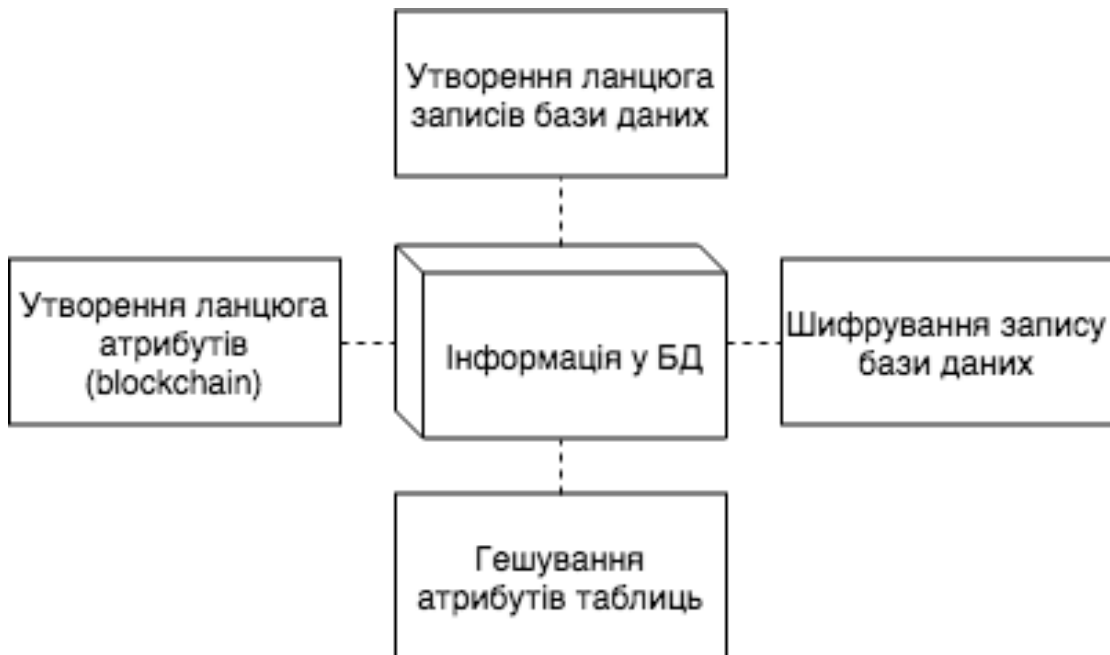 Утворення ланцюга
записів бази даних
Утворення ланцюга
атрибутів
(blockchain)
Інформація у БД
Шифрування запису
бази даних
Гешування
атрибутів таблиць